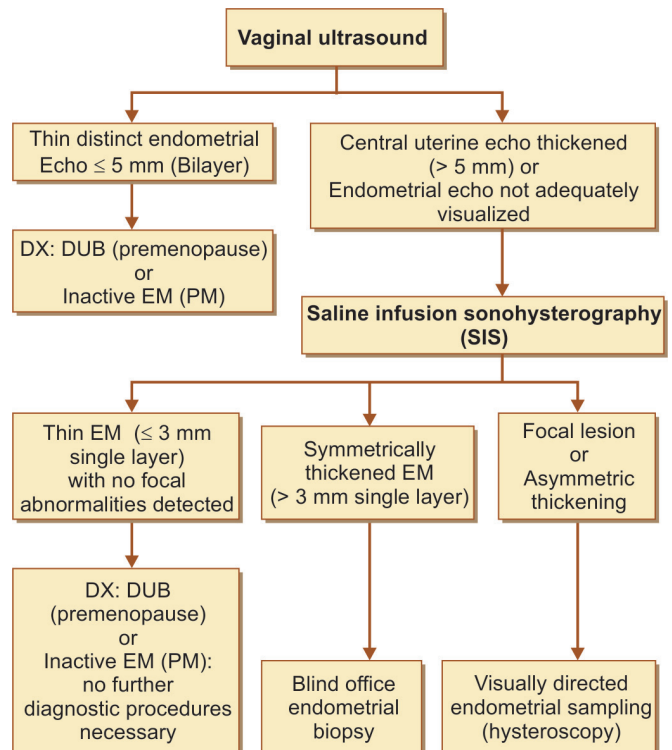 Vaginal ultrasound
Thin distinct endometrial
Echo ≤ 5 mm (Bilayer)
Central uterine echo thickened
(> 5 mm) or
Endometrial echo not adequately
visualized
DX: DUB (premenopause)
or
Inactive EM (PM)
Saline infusion sonohysterography
(SIS)
Thin EM (≤ 3 mm
single layer)
with no focal
abnormalities detected
Symmetrically
thickened EM
(> 3 mm single layer)
Focal lesion
or
Asymmetric
thickening
DX: DUB
(premenopause)
or
Inactive EM (PM):
no further
diagnostic procedures
necessary
Blind office
endometrial
biopsy
Visually directed
endometrial sampling
(hysteroscopy)